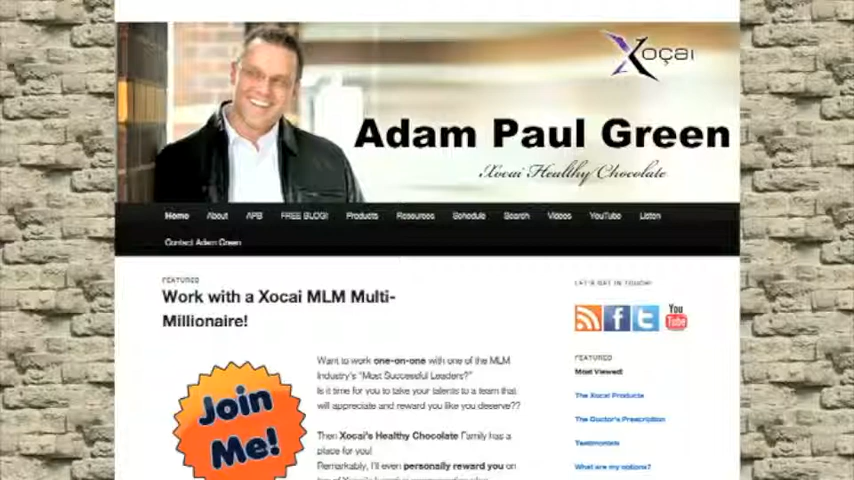 Xoçai
Adam Paul Green
Xocai Healthy Chocolate
Home About APB FREE BLOG! Products Resources Schedule Search Videos YouTube Listen
Contact Adam Green
FEATURED
Work with a Xocai MLM Multi-
Millionaire!
Join
Me!
Want to work one-on-one with one of the MLM
Industry's "Most Successful Leaders?"
Is it time for you to take your talents to a team that
will appreciate and reward you like you deserve??
Then Xocai's Healthy Chocolate Family has a
place for you!
Remarkably, I'll even personally reward you on
LET'S GET IN TOUCH!
You
Tube
FEATURED
Most Viewed!
The Xocai Products
The Doctor's Prescription
Testimonials
What are my options?